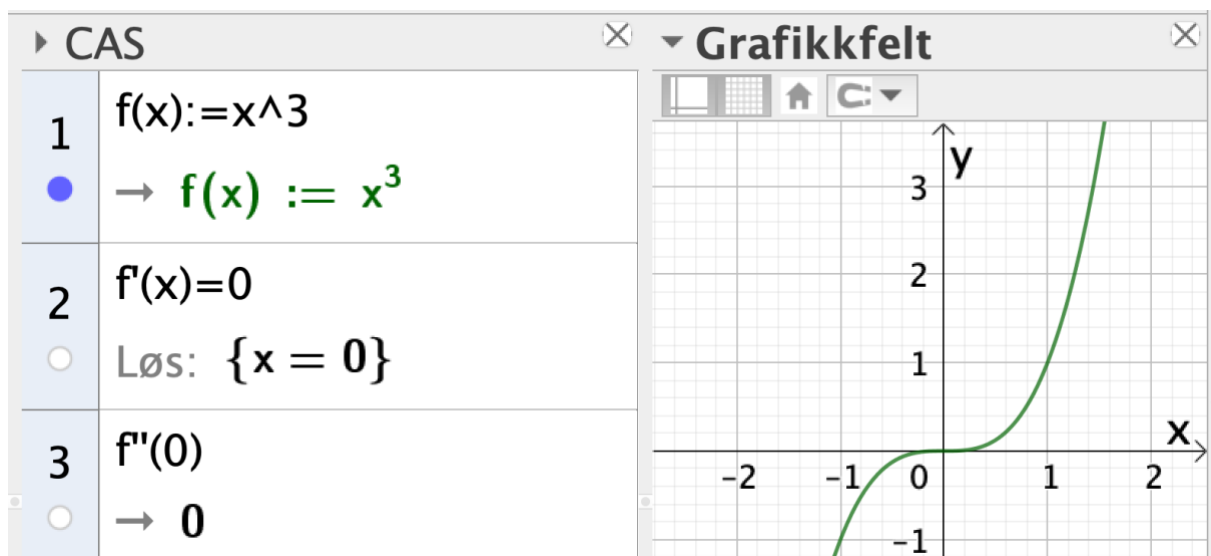 CAS
1
f(x):=x^3
→ f(x) := x³
2
f'(x)=0
Løs: {x = 0}
3
f"(0)
→ 0
Grafikkfelt
y
3
2
1
x
-2 -1 0 1 2
-1